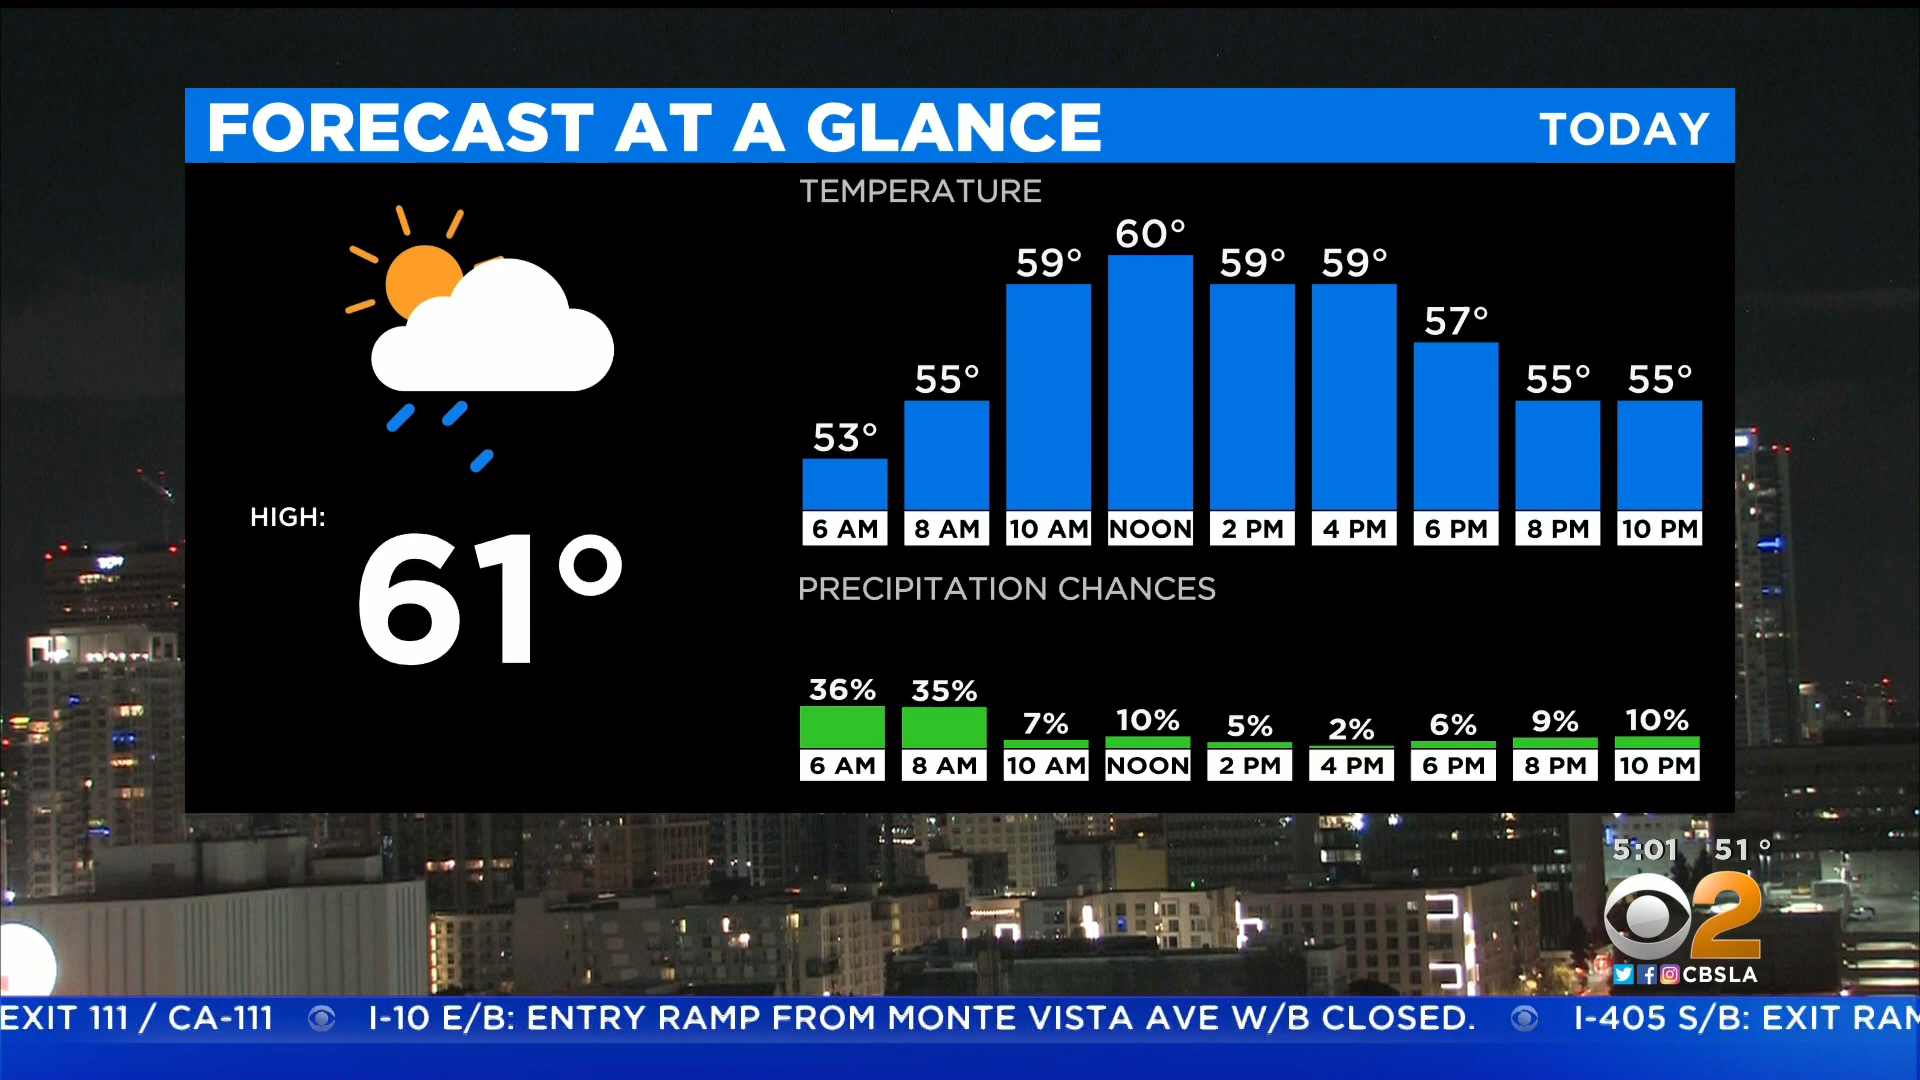 FORECAST AT A GLANCE TODAY
TEMPERATURE
53° 55° 59° 60° 59° 59° 57° 55° 55°
6 AM 8 AM 10 AM NOON 2 PM 4 PM 6 PM 8 PM 10 PM
HIGH:
61°
PRECIPITATION CHANCES
36% 35% 7% 10% 5% 2% 6% 9% 10%
6 AM 8 AM 10 AM NOON 2 PM 4 PM 6 PM 8 PM 10 PM
5:01 51°
2
CBSLA
EXIT 111 / CA-111 I-10 E/B: ENTRY RAMP FROM MONTE VISTA AVE W/B CLOSED. I-405 S/B: EXIT RAM